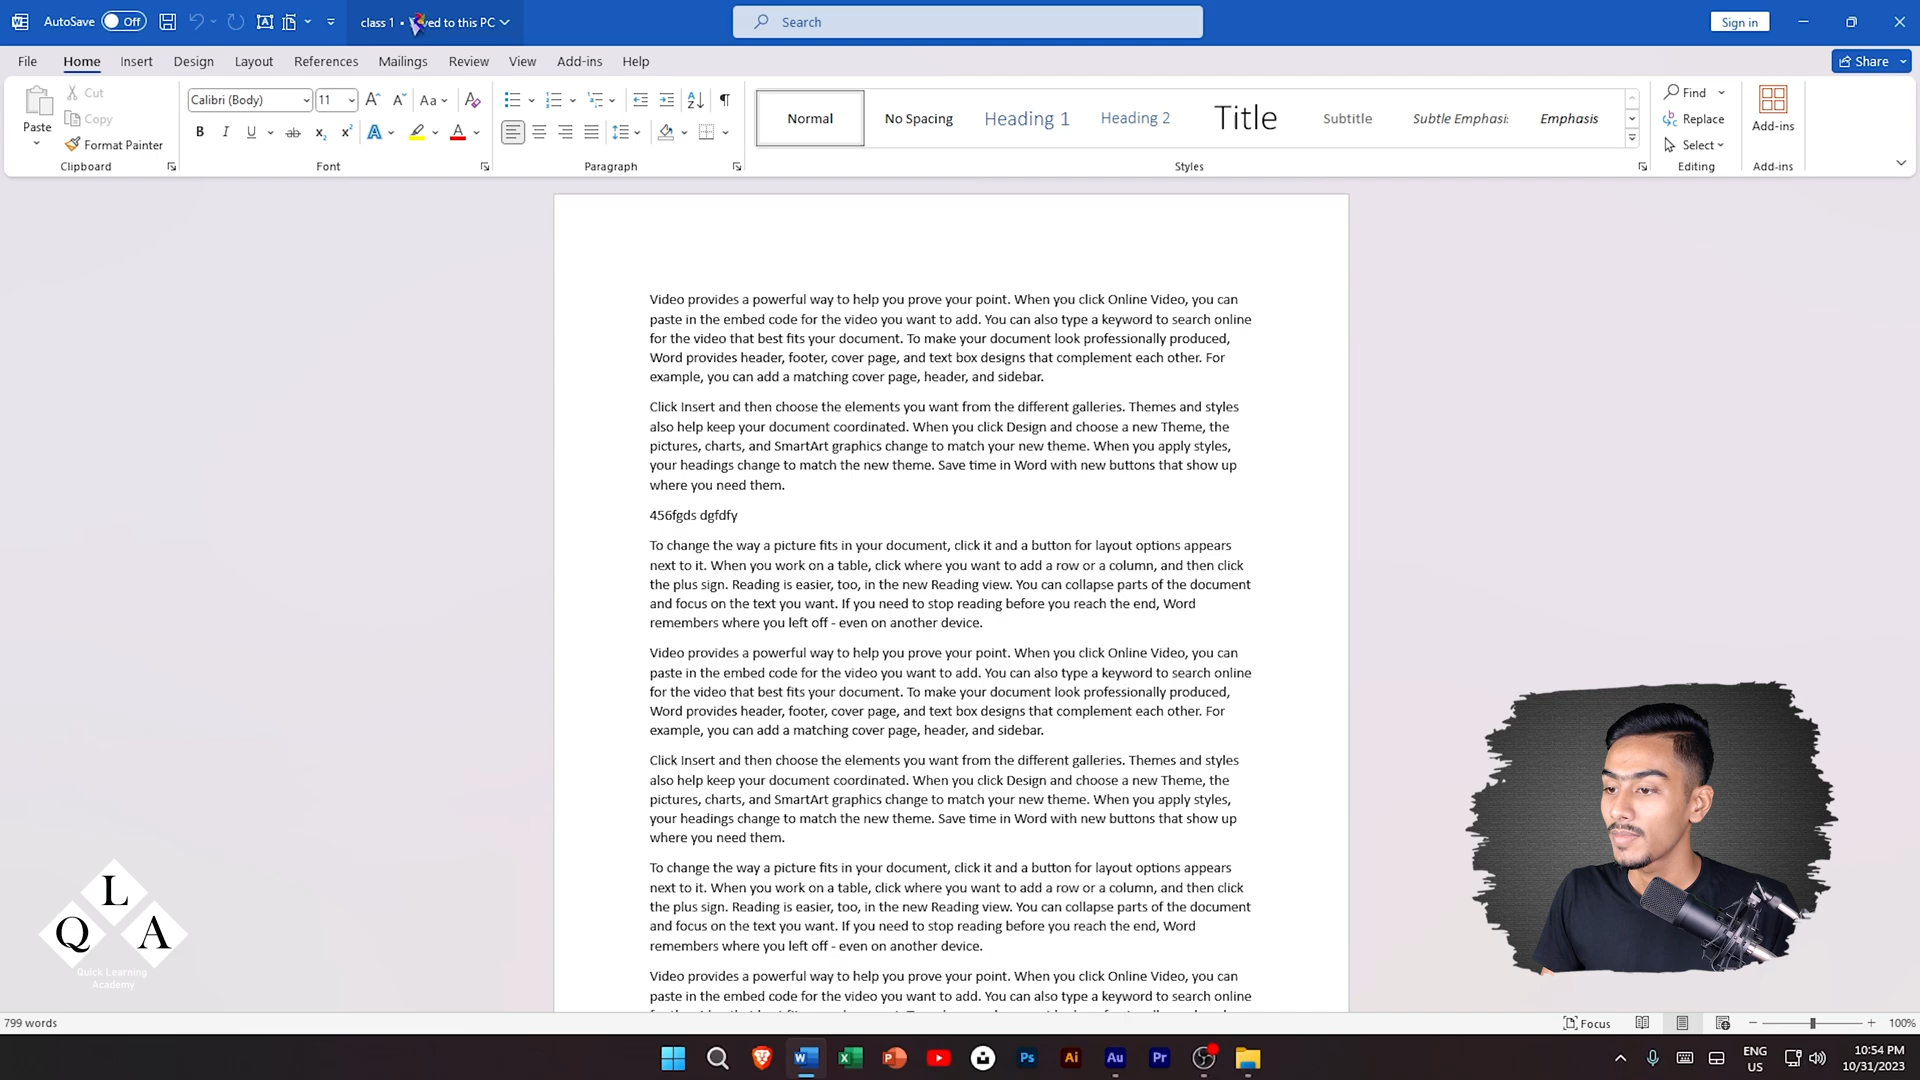 AutoSave Off class 1 • ed to this PC Search Sign in
File Home Insert Design Layout References Mailings Review View Add-ins Help Share
Paste Cut Copy Format Painter Clipboard
Calibri (Body) 11 Aa B I U ab x₂ x² A A Font
Paragraph
Normal No Spacing Heading 1 Heading 2 Title Subtitle Subtle Emphasi: Emphasis Styles
Find Replace Select Editing
Add-ins Add-ins
Video provides a powerful way to help you prove your point. When you click Online Video, you can
paste in the embed code for the video you want to add. You can also type a keyword to search online
for the video that best fits your document. To make your document look professionally produced,
Word provides header, footer, cover page, and text box designs that complement each other. For
example, you can add a matching cover page, header, and sidebar.
Click Insert and then choose the elements you want from the different galleries. Themes and styles
also help keep your document coordinated. When you click Design and choose a new Theme, the
pictures, charts, and SmartArt graphics change to match your new theme. When you apply styles,
your headings change to match the new theme. Save time in Word with new buttons that show up
where you need them.
456fgds dgfdfy
To change the way a picture fits in your document, click it and a button for layout options appears
next to it. When you work on a table, click where you want to add a row or a column, and then click
the plus sign. Reading is easier, too, in the new Reading view. You can collapse parts of the document
and focus on the text you want. If you need to stop reading before you reach the end, Word
remembers where you left off - even on another device.
Video provides a powerful way to help you prove your point. When you click Online Video, you can
paste in the embed code for the video you want to add. You can also type a keyword to search online
for the video that best fits your document. To make your document look professionally produced,
Word provides header, footer, cover page, and text box designs that complement each other. For
example, you can add a matching cover page, header, and sidebar.
Click Insert and then choose the elements you want from the different galleries. Themes and styles
also help keep your document coordinated. When you click Design and choose a new Theme, the
pictures, charts, and SmartArt graphics change to match your new theme. When you apply styles,
your headings change to match the new theme. Save time in Word with new buttons that show up
where you need them.
To change the way a picture fits in your document, click it and a button for layout options appears
next to it. When you work on a table, click where you want to add a row or a column, and then click
the plus sign. Reading is easier, too, in the new Reading view. You can collapse parts of the document
and focus on the text you want. If you need to stop reading before you reach the end, Word
remembers where you left off - even on another device.
Video provides a powerful way to help you prove your point. When you click Online Video, you can
paste in the embed code for the video you want to add. You can also type a keyword to search online
L
Q A
Quick Learning
Academy
799 words Focus 100%
Ps Ai Au Pr
ENG
US
10:54 PM
10/31/2023